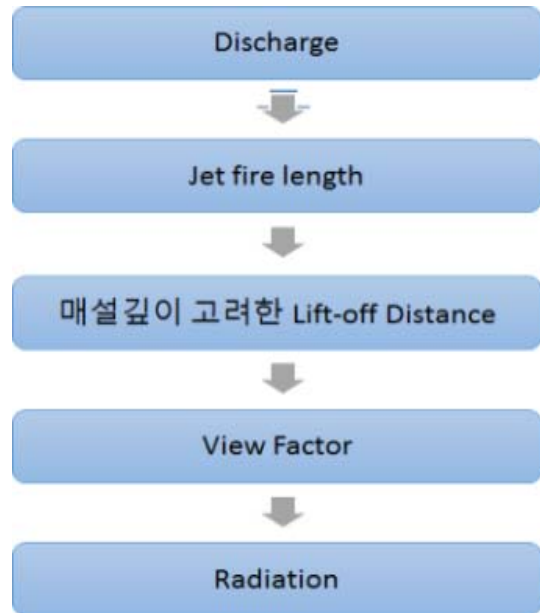 Discharge
Jet fire length
매설깊이 고려한 Lift-off Distance
View Factor
Radiation